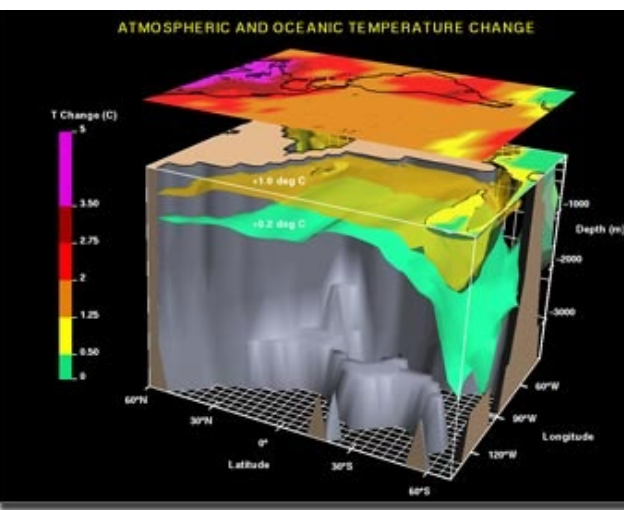 ATMOSPHERIC AND OCEANIC TEMPERATURE CHANGE
T Change (C)
5
3.50
2.75
2
1.25
0.50
0
+1.0 deg C
+0.2 deg C
-1000
Depth (m)
-2000
-3000
60°N
30°N
0°
Latitude
30°S
60°S
60°W
90°W
Longitude
120°W